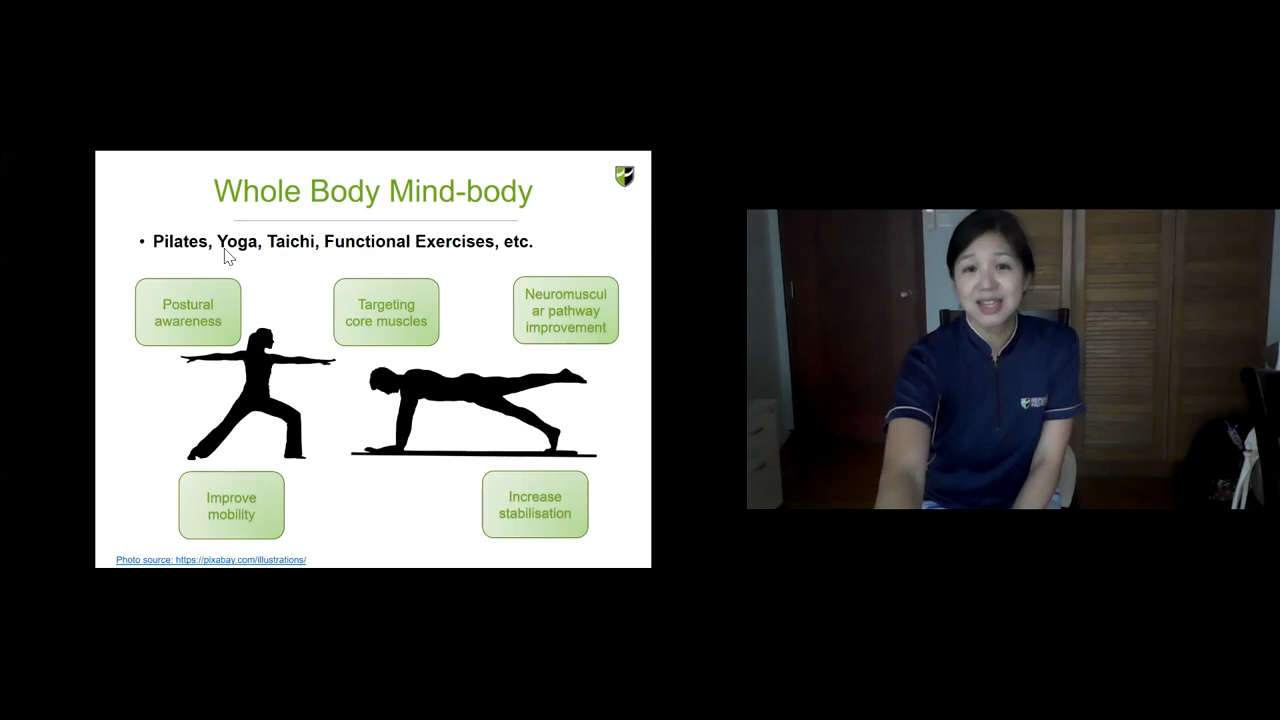 Whole Body Mind-body
• Pilates, Yoga, Taichi, Functional Exercises, etc.
Postural
awareness
Targeting
core muscles
Neuromuscul
ar pathway
improvement
Improve
mobility
Increase
stabilisation
Photo source: https://pixabay.com/illustrations/